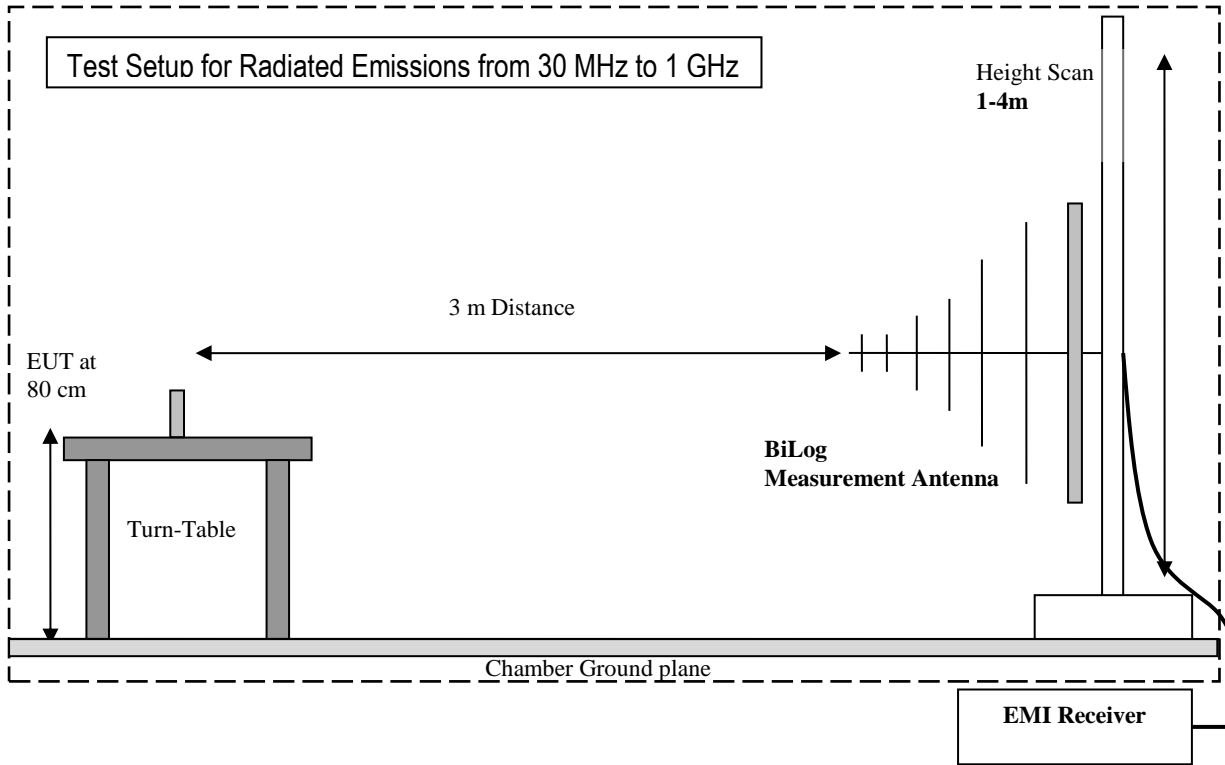 Test Setup for Radiated Emissions from 30 MHz to 1 GHz
Height Scan
1-4m
3 m Distance
EUT at
80 cm
BiLog
Measurement Antenna
Turn-Table
Chamber Ground plane
EMI Receiver